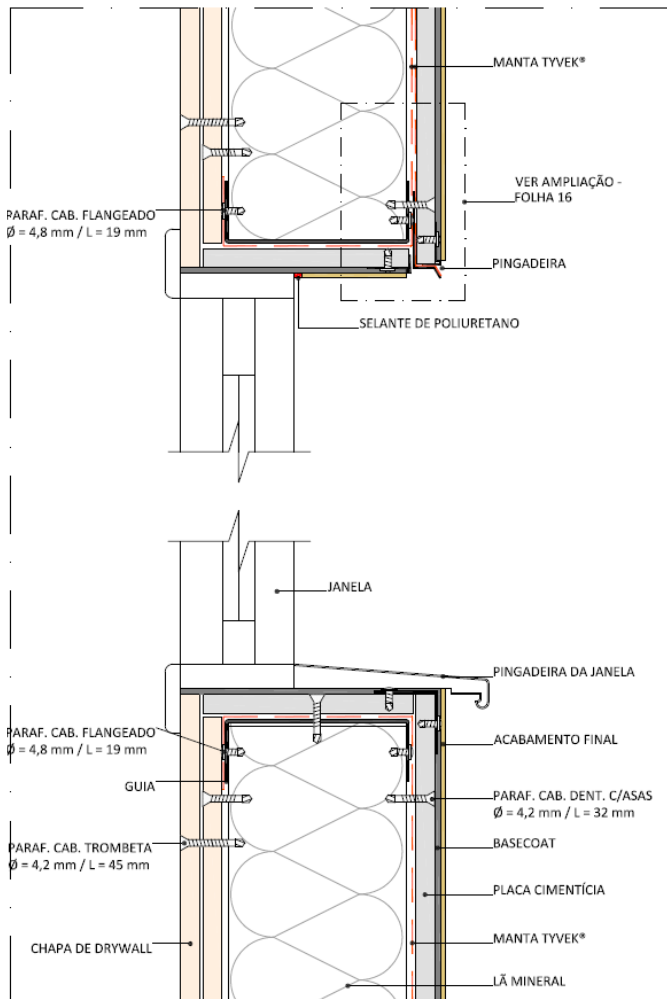 MANTA TYVEK®
VER AMPLIAÇÃO -
FOLHA 16
PARAF. CAB. FLANGEADO
Ø = 4,8 mm / L = 19 mm
PINGADEIRA
SELANTE DE POLIURETANO
JANELA
PINGADEIRA DA JANELA
PARAF. CAB. FLANGEADO
Ø = 4,8 mm / L = 19 mm
ACABAMENTO FINAL
GUIA
PARAF. CAB. DENT. C/ASAS
Ø = 4,2 mm / L = 32 mm
PARAF. CAB. TROMBETA
Ø = 4,2 mm / L = 45 mm
BASECOAT
PLACA CIMENTÍCIA
CHAPA DE DRYWALL
MANTA TYVEK®
LÃ MINERAL